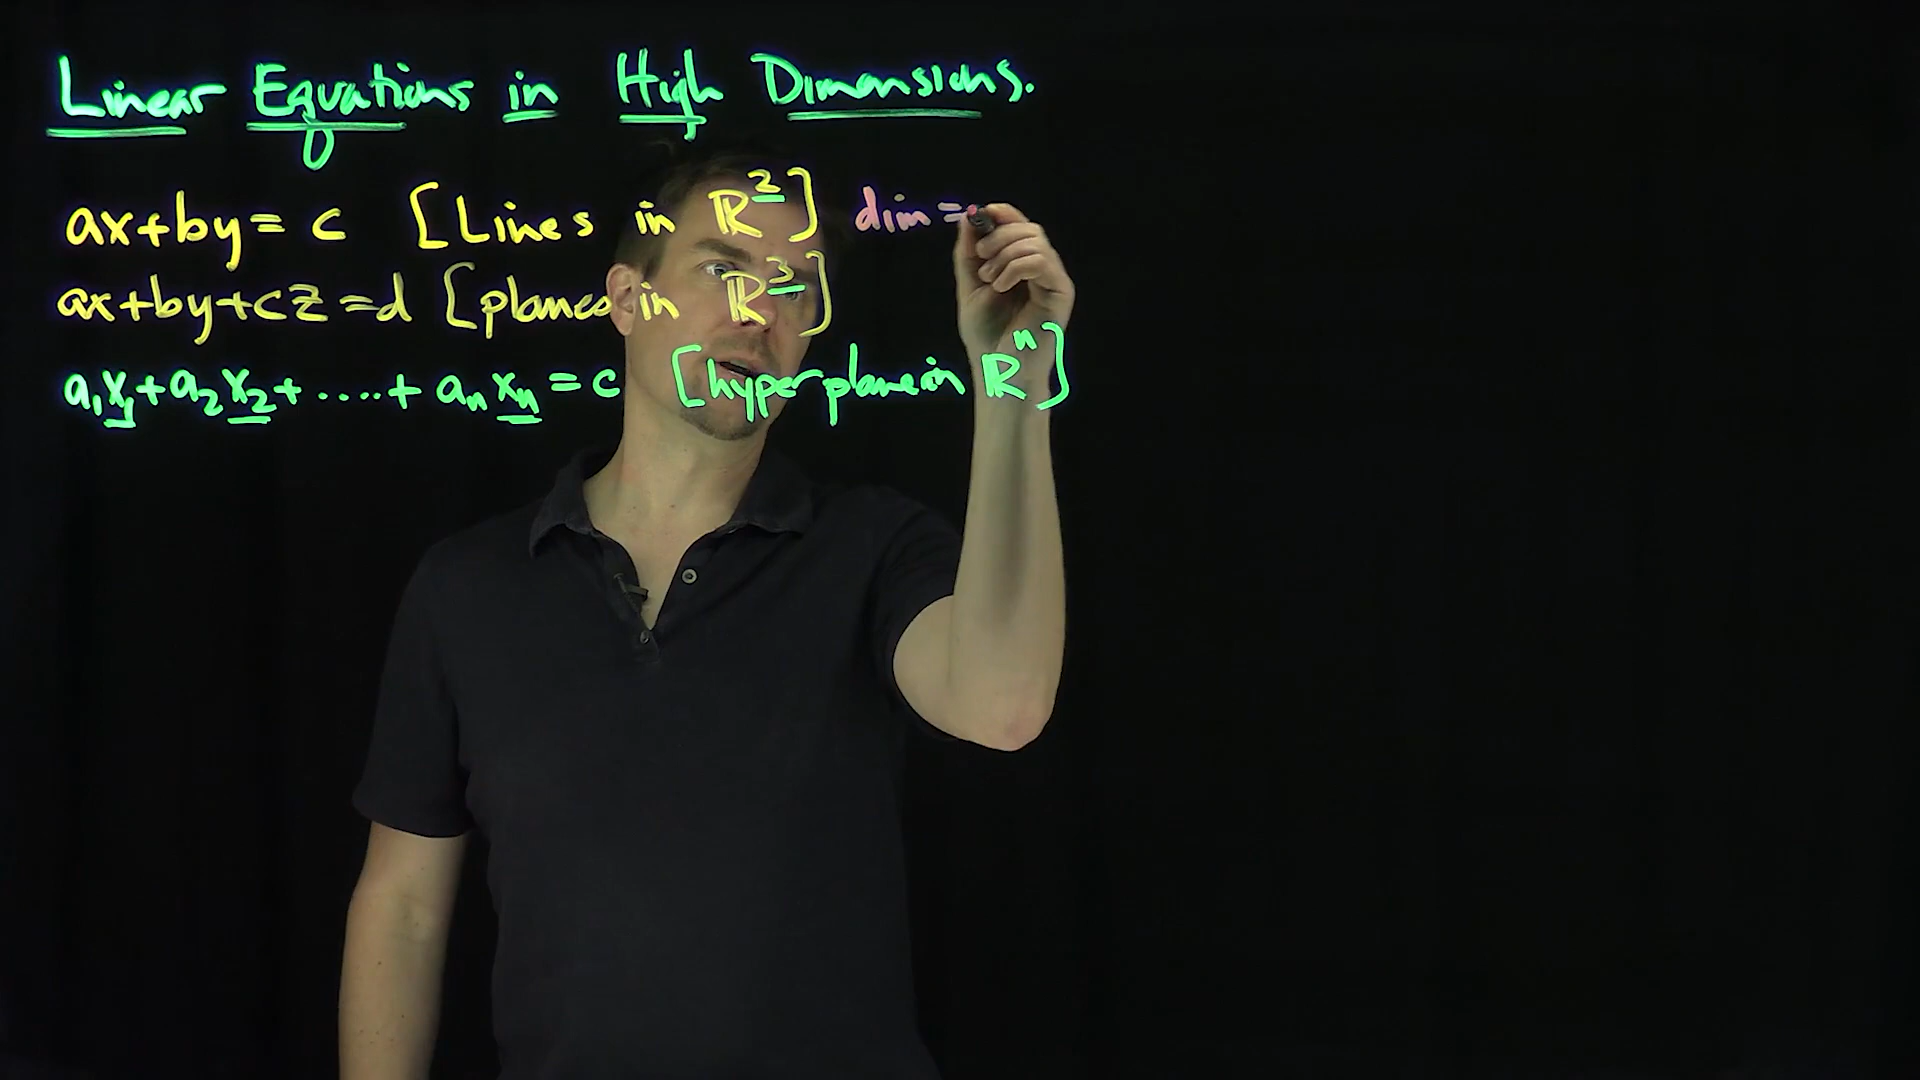 Linear Equations in High Dimensions.
ax+by=c [Lines in ℝ²] dim=
ax+by+cz=d [planes in ℝ³]
a₁x₁+a₂x₂+....+aₙxₙ=c [hyperplane in ℝⁿ]